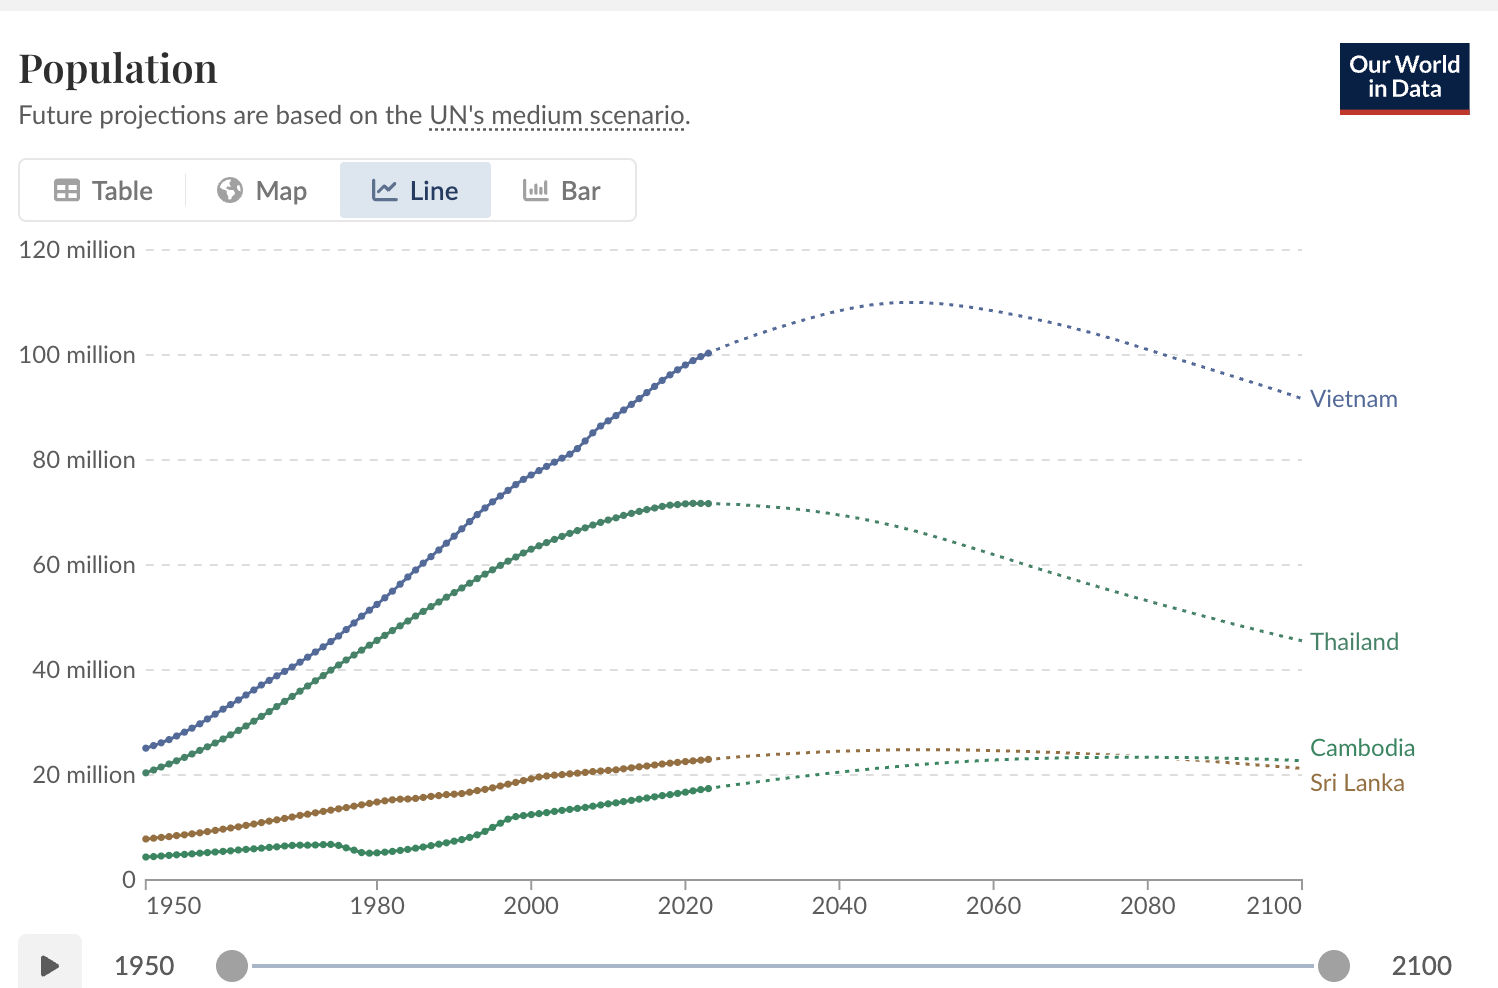 Population
Our World
in Data
Future projections are based on the UN's medium scenario.
Table
Map
Line
Bar
120 million
100 million
80 million
60 million
40 million
20 million
0
Vietnam
Thailand
Cambodia
Sri Lanka
1950 1980 2000 2020 2040 2060 2080 2100
1950 2100